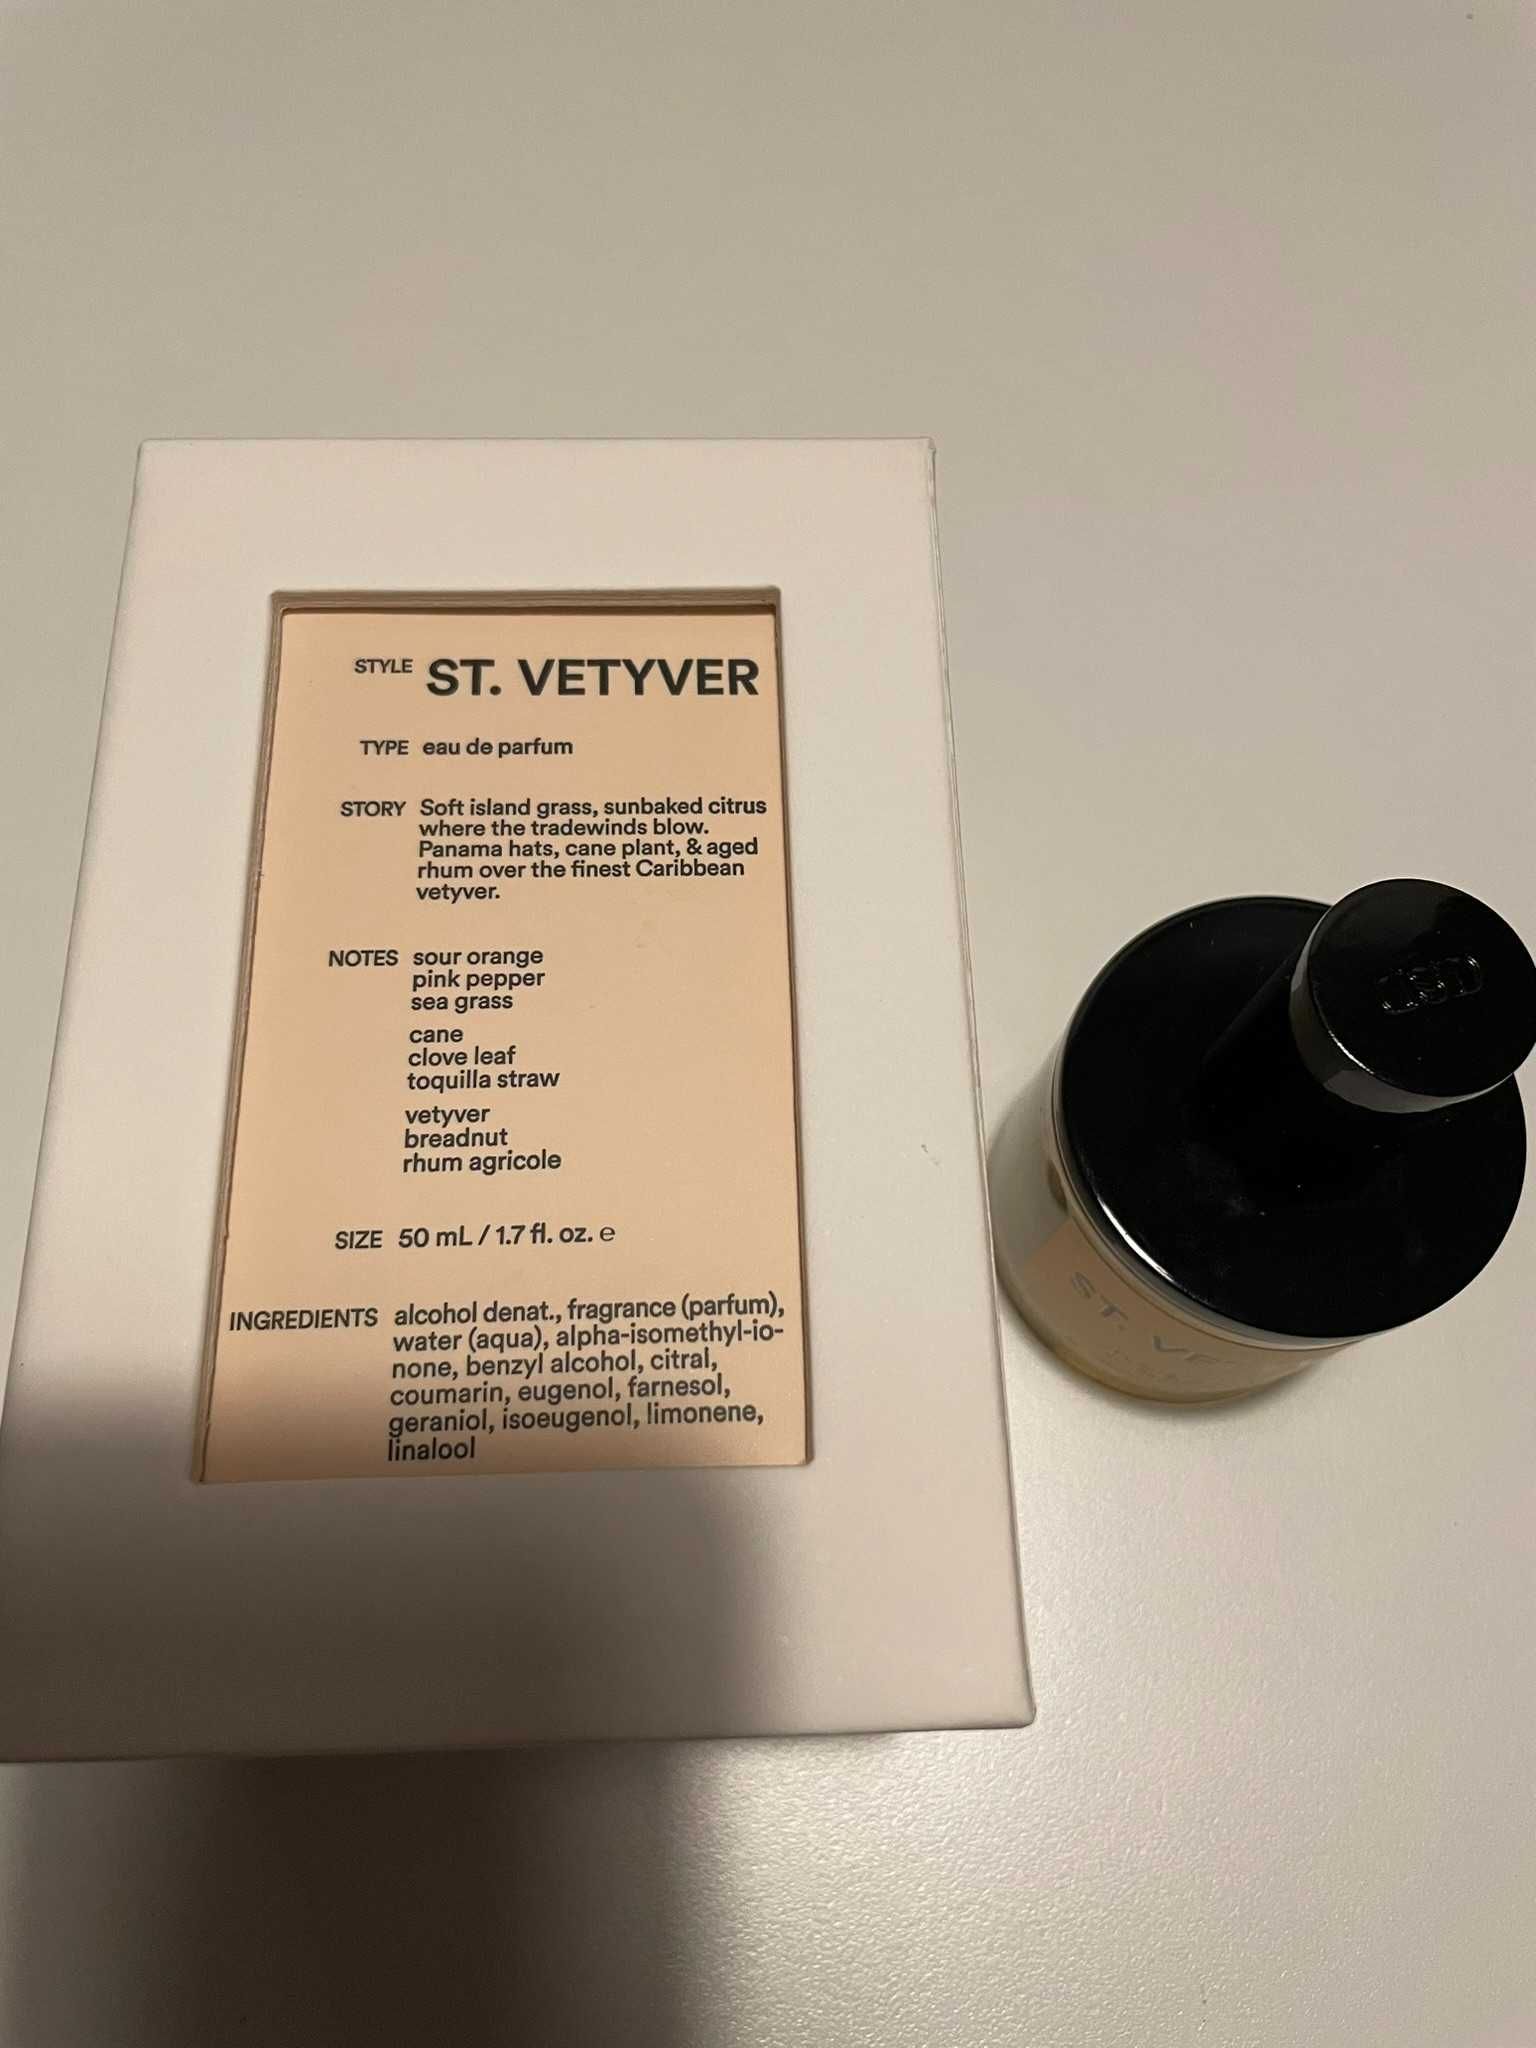 STYLE ST. VETYVER
TYPE eau de parfum
STORY Soft island grass, sunbaked citrus
where the tradewinds blow.
Panama hats, cane plant, & aged
rhum over the finest Caribbean
vetyver.
NOTES sour orange
pink pepper
sea grass
cane
clove leaf
toquilla straw
vetyver
breadnut
rhum agricole
SIZE 50 mL / 1.7 fl. oz. ℮
INGREDIENTS alcohol denat., fragrance (parfum),
water (aqua), alpha-isomethyl-io-
none, benzyl alcohol, citral,
coumarin, eugenol, farnesol,
geraniol, isoeugenol, limonene,
linalool
ST. VE